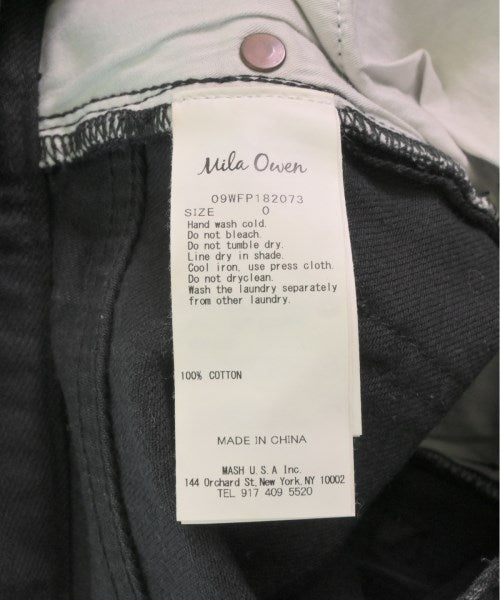 Mila Owen
09WFP182073
SIZE 0
Hand wash cold.
Do not bleach.
Do not tumble dry.
Line dry in shade.
Cool iron, use press cloth.
Do not dryclean.
Wash the laundry separately
from other laundry.
100% COTTON
MADE IN CHINA
MASH U.S.A Inc.
144 Orchard St, New York, NY 10002
TEL 917 409 5520